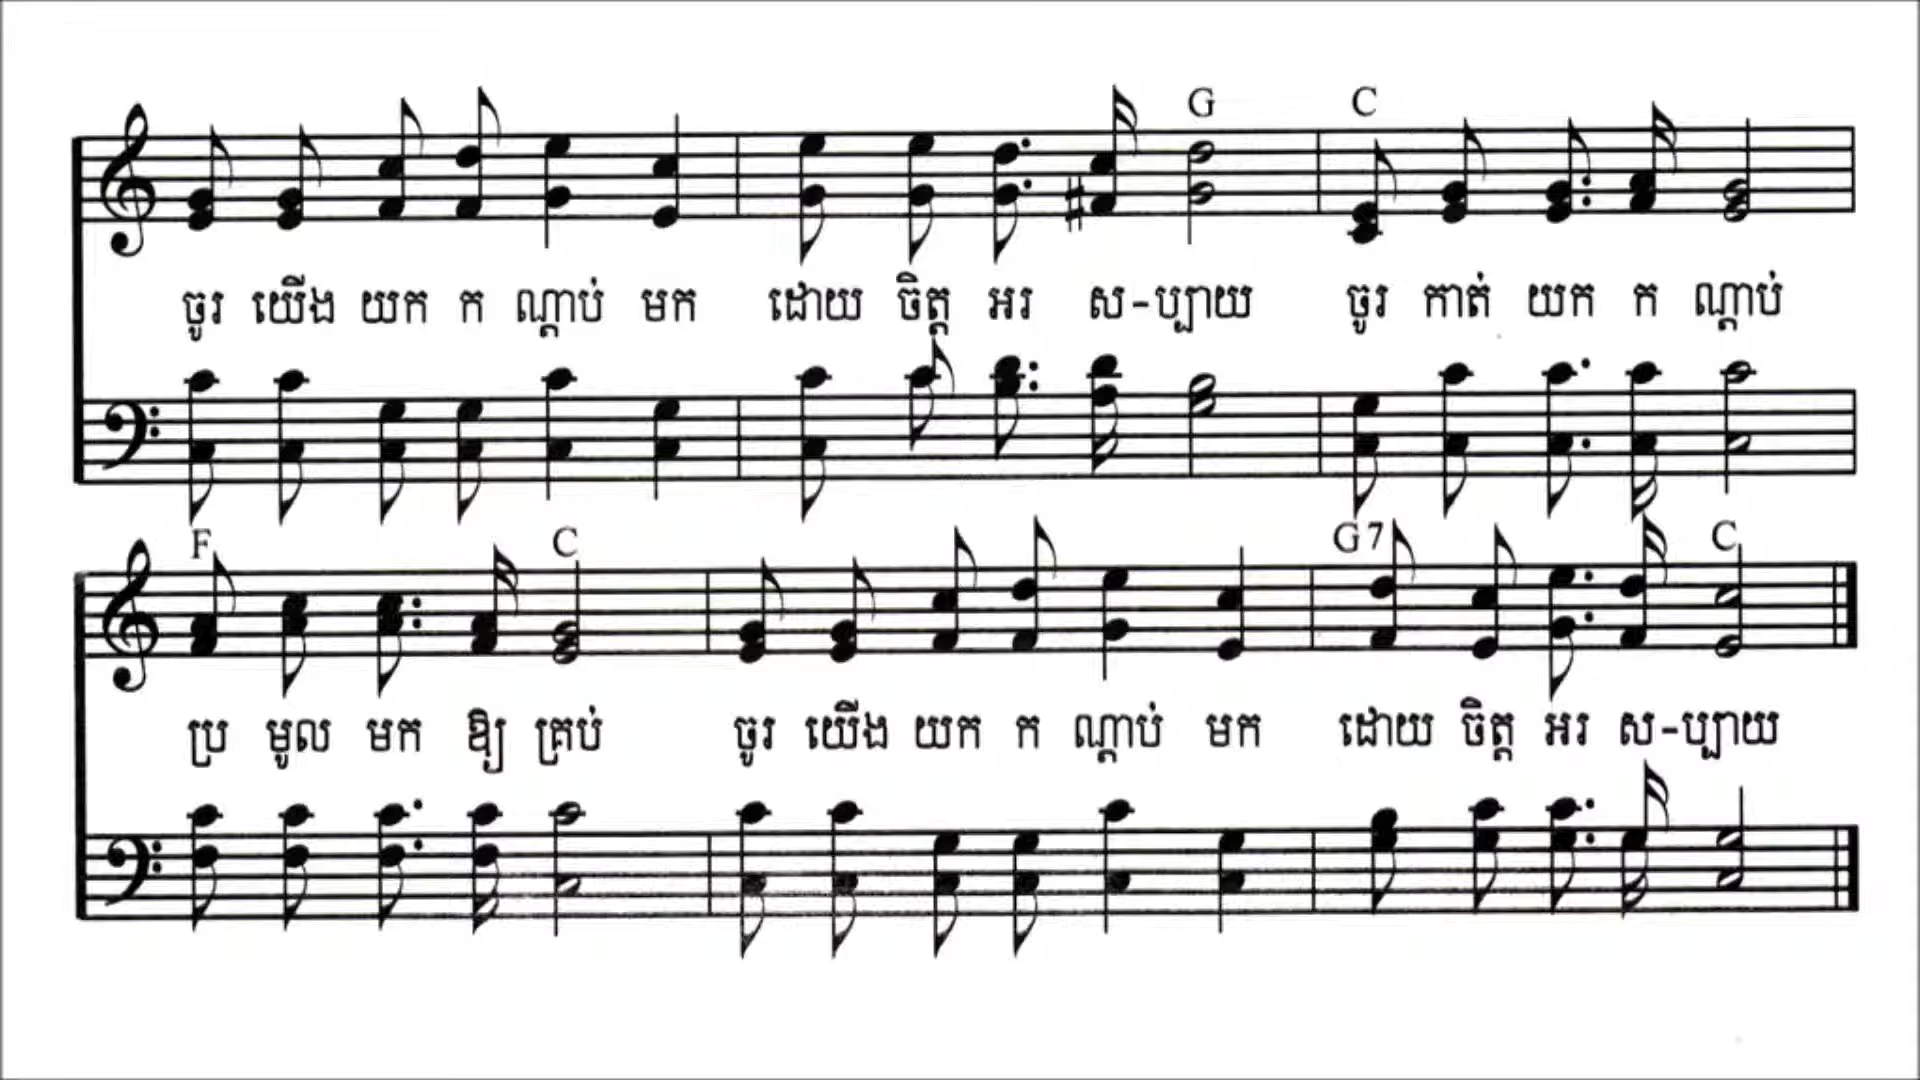 G C
ចូរ យើង យក ក ណ្ដាប់ មក ដោយ ចិត្ត អរ ស-ប្បាយ ចូរ កាត់ យក ក ណ្ដាប់
F C G7 C
ប្រ មូល មក ឱ្យ គ្រប់ ចូរ យើង យក ក ណ្ដាប់ មក ដោយ ចិត្ត អរ ស-ប្បាយ